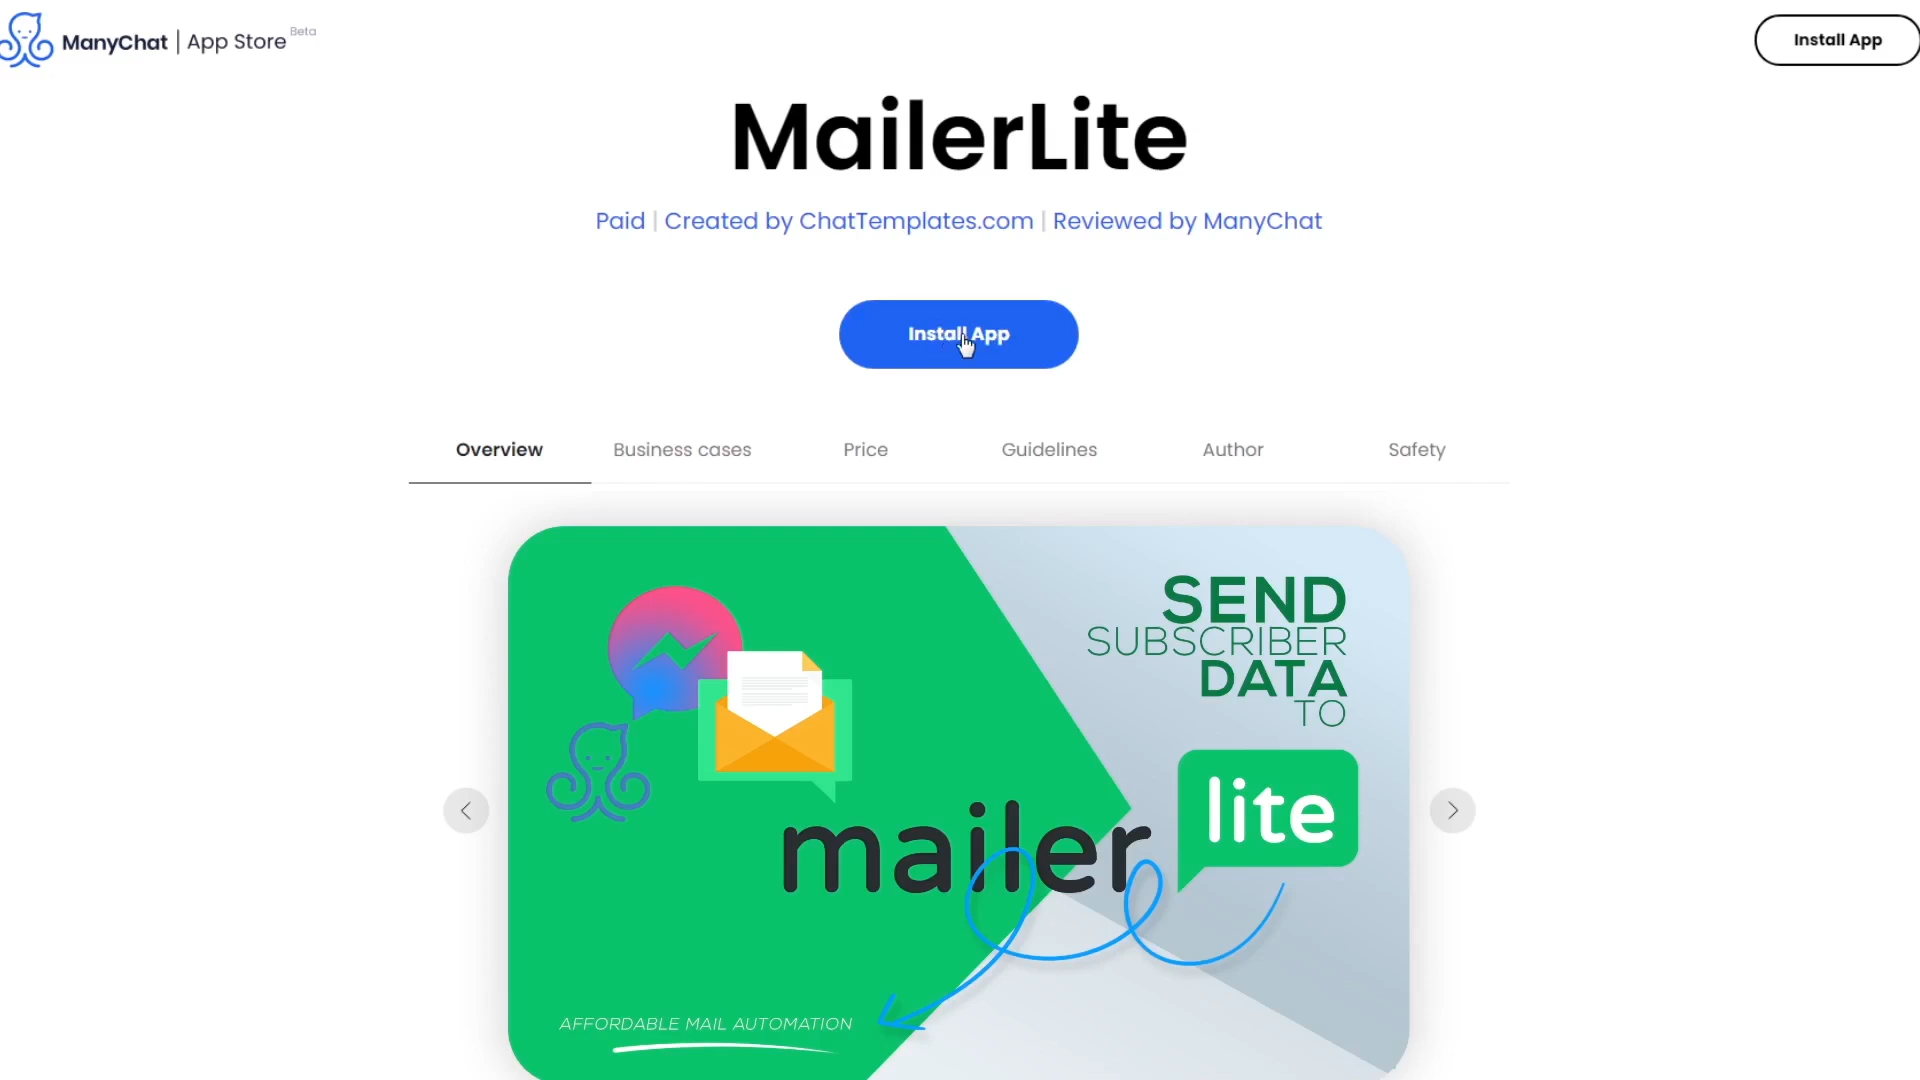 ManyChat | App Store Beta
Install App
MailerLite
Paid | Created by ChatTemplates.com | Reviewed by ManyChat
Install App
Overview
Business cases
Price
Guidelines
Author
Safety
SEND
SUBSCRIBER
DATA
TO
mailer lite
AFFORDABLE MAIL AUTOMATION